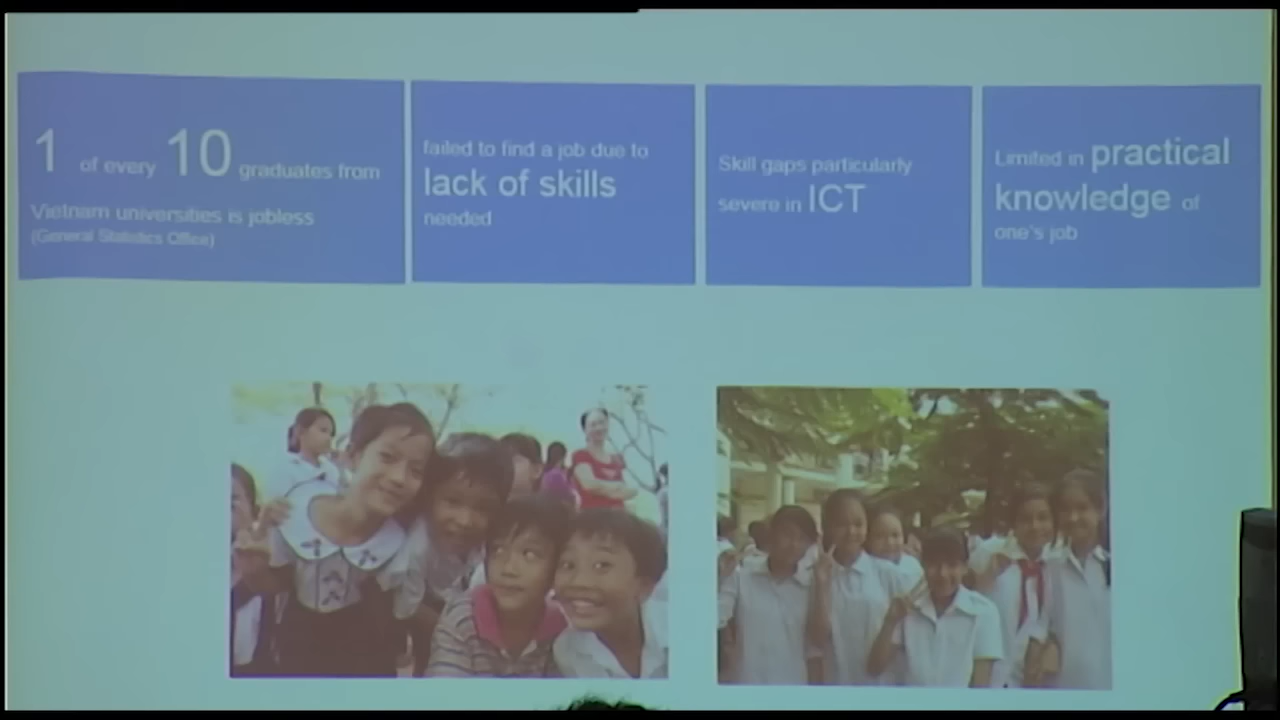 1 of every 10 graduates from
Vietnam universities is jobless
(General Statistics Office)
failed to find a job due to
lack of skills
needed
Skill gaps particularly
severe in ICT
Limited in practical
knowledge of
one's job